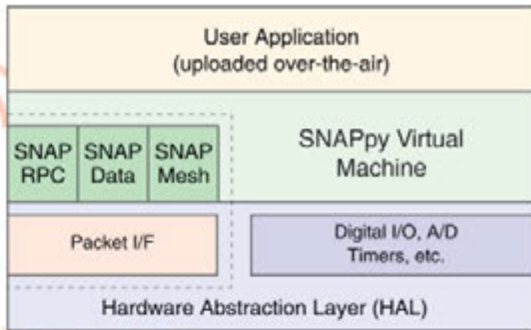 User Application
(uploaded over-the-air)
SNAPpy Virtual
Machine
SNAP
RPC
SNAP
Data
SNAP
Mesh
Packet I/F
Digital I/O, A/D
Timers, etc.
Hardware Abstraction Layer (HAL)